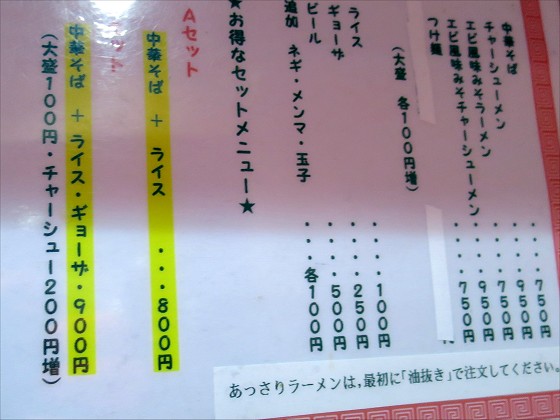 中華そば ・・・・750円
チャーシューメン ・・・・950円
エビ風味みそラーメン ・・・・750円
エビ風味みそチャーシューメン ・・・950円
つけ麺 ・・・・750円
(大盛 各100円増)
ライス ・・・・100円
ギョーザ ・・・・250円
ビール ・・・・500円
追加 ネギ・メンマ・玉子 ・・・各100円
★お得なセットメニュー★
Aセット
中華そば + ライス ・・・800円
中華そば + ライス・ギョーザ・900円
(大盛100円・チャーシュー200円増)
あっさりラーメンは,最初に「油抜き」で注文してください。